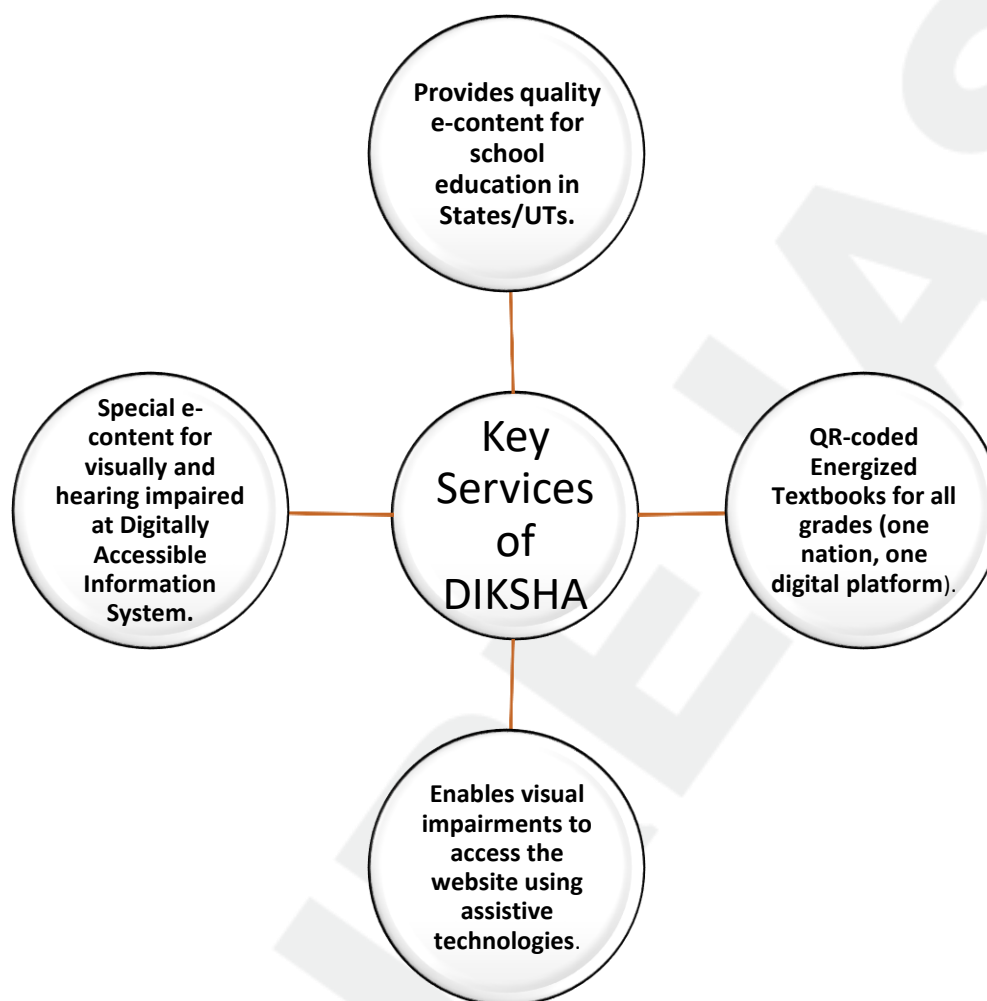 Provides quality
e-content for
school
education in
States/UTs.
Special e-
content for
visually and
hearing impaired
at Digitally
Accessible
Information
System.
Key
Services
of
DIKSHA
QR-coded
Energized
Textbooks for all
grades (one
nation, one
digital platform).
Enables visual
impairments to
access the
website using
assistive
technologies.